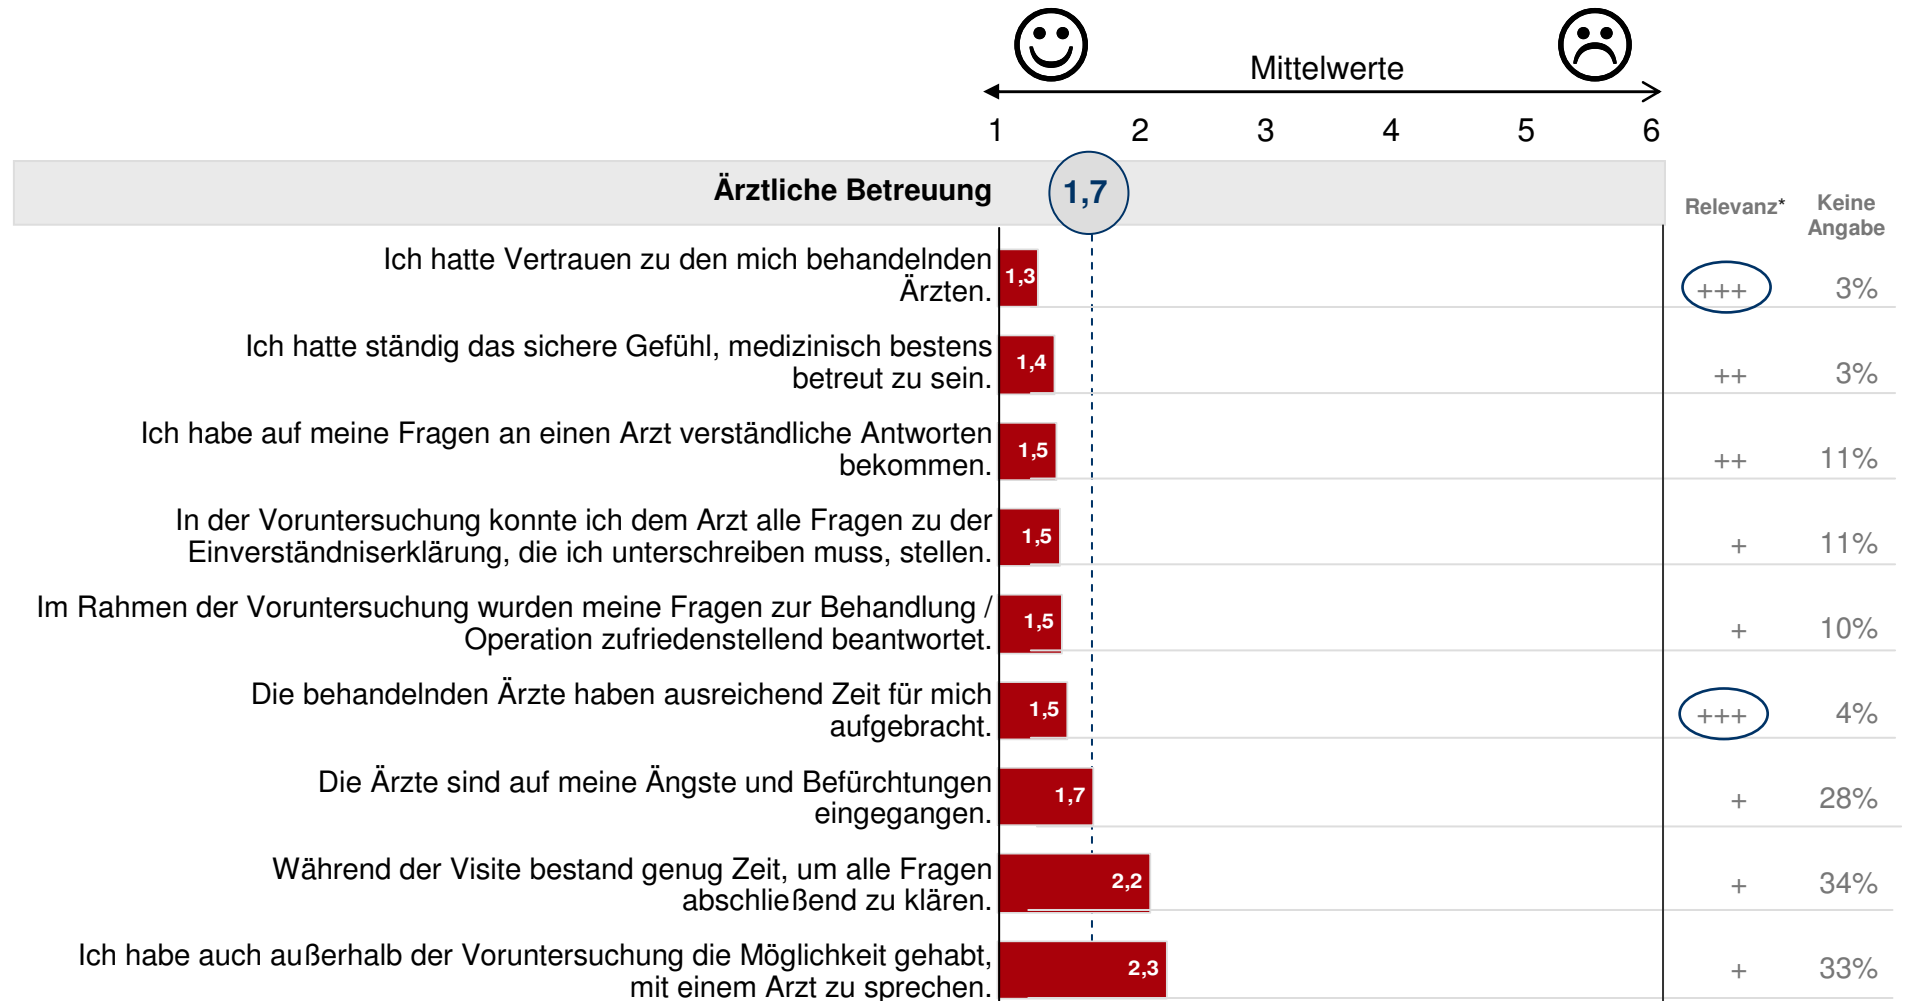 Mittelwerte
1 2 3 4 5 6
Ärztliche Betreuung 1,7
Relevanz* Keine
Angabe
Ich hatte Vertrauen zu den mich behandelnden
Ärzten.
1,3 +++ 3%
Ich hatte ständig das sichere Gefühl, medizinisch bestens
betreut zu sein.
1,4 ++ 3%
Ich habe auf meine Fragen an einen Arzt verständliche Antworten
bekommen.
1,5 ++ 11%
In der Voruntersuchung konnte ich dem Arzt alle Fragen zu der
Einverständniserklärung, die ich unterschreiben muss, stellen.
1,5 + 11%
Im Rahmen der Voruntersuchung wurden meine Fragen zur Behandlung /
Operation zufriedenstellend beantwortet.
1,5 + 10%
Die behandelnden Ärzte haben ausreichend Zeit für mich
aufgebracht.
1,5 +++ 4%
Die Ärzte sind auf meine Ängste und Befürchtungen
eingegangen.
1,7 + 28%
Während der Visite bestand genug Zeit, um alle Fragen
abschließend zu klären.
2,2 + 34%
Ich habe auch außerhalb der Voruntersuchung die Möglichkeit gehabt,
mit einem Arzt zu sprechen.
2,3 + 33%